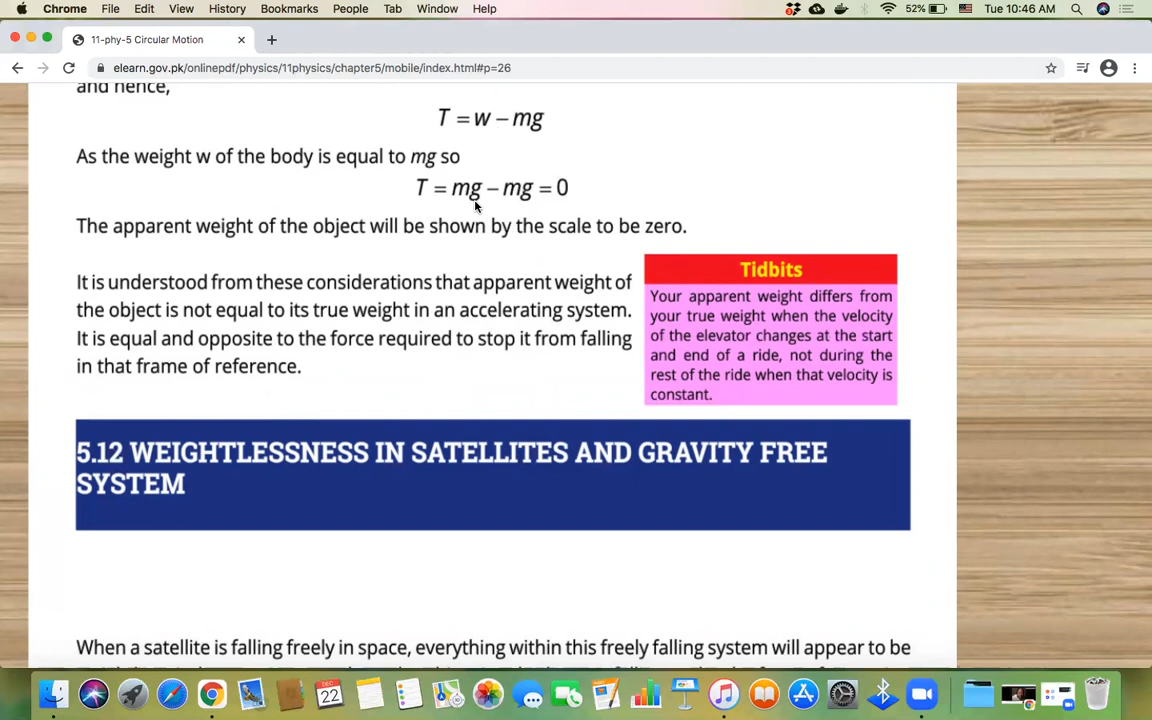 Chrome File Edit View History Bookmarks People Tab Window Help 52% Tue 10:46 AM
11-phy-5 Circular Motion
elearn.gov.pk/onlinepdf/physics/11physics/chapter5/mobile/index.html#p=26
and hence,
T = w – mg
As the weight w of the body is equal to mg so
T = mg – mg = 0
The apparent weight of the object will be shown by the scale to be zero.
It is understood from these considerations that apparent weight of
the object is not equal to its true weight in an accelerating system.
It is equal and opposite to the force required to stop it from falling
in that frame of reference.
Tidbits
Your apparent weight differs from
your true weight when the velocity
of the elevator changes at the start
and end of a ride, not during the
rest of the ride when that velocity is
constant.
5.12 WEIGHTLESSNESS IN SATELLITES AND GRAVITY FREE
SYSTEM
When a satellite is falling freely in space, everything within this freely falling system will appear to be
DEC
22